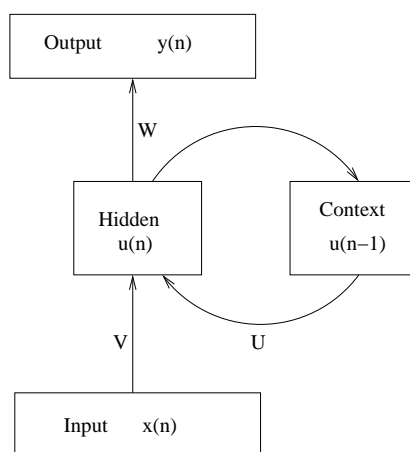 Output y(n)
W
Hidden
u(n)
Context
u(n−1)
V
U
Input x(n)